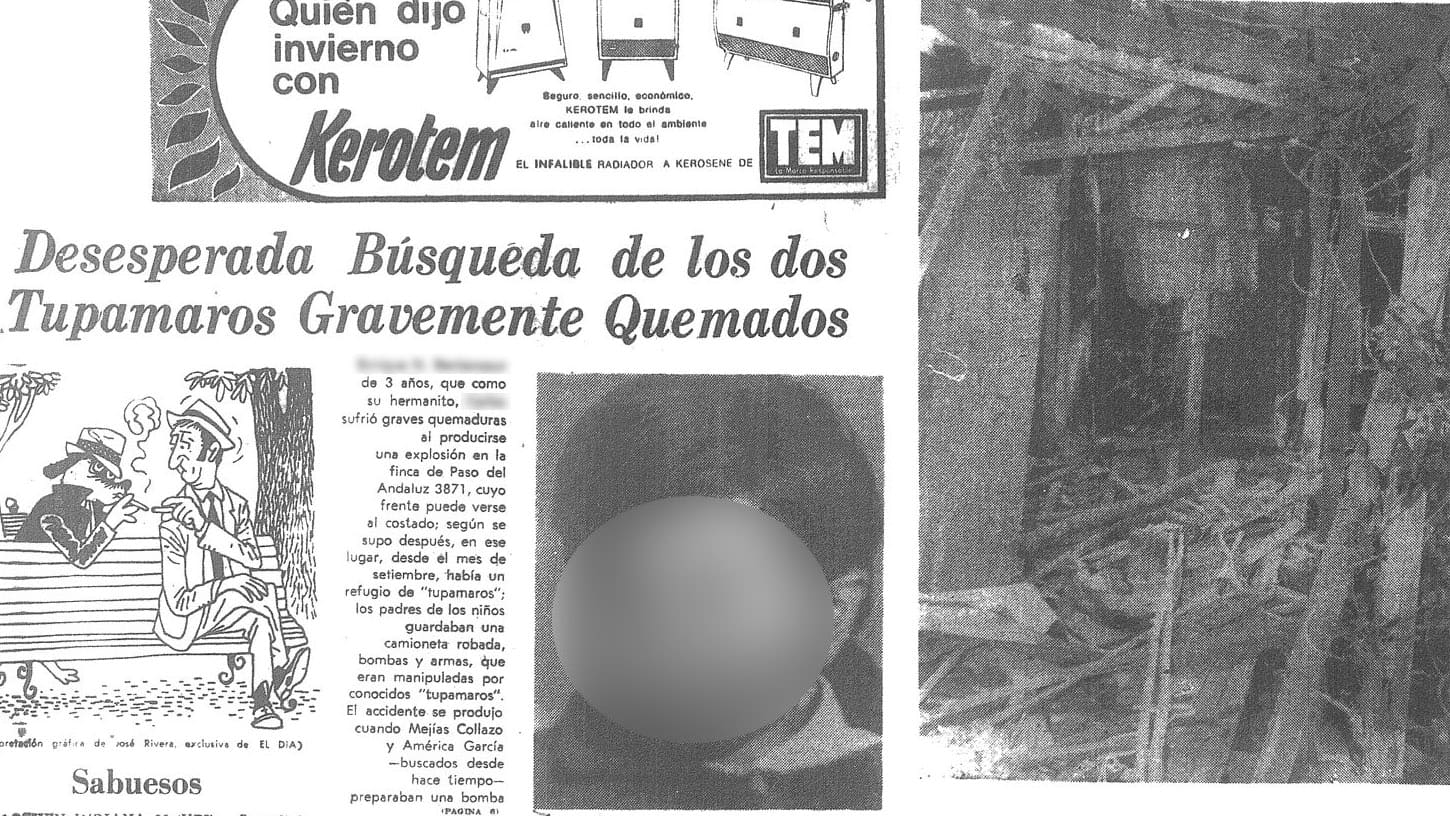 Quién dijo
invierno
con
Kerotem
Seguro, sencillo, económico,
KEROTEM le brinda
aire caliente en todo el ambiente
...toda la vida!
EL INFALIBLE RADIADOR A KEROSENE DE
TEM
La Marca Responsable
Desesperada Búsqueda de los dos
Tupamaros Gravemente Quemados
de 3 años, que como
su hermanito,
sufrió graves quemaduras
al producirse
una explosión en la
finca de Paso del
Andaluz 3871, cuyo
frente puede verse
al costado; según se
supo después, en ese
lugar, desde el mes de
setiembre, había un
refugio de "tupamaros";
los padres de los niños
guardaban una
camioneta robada,
bombas y armas, que
eran manipuladas por
conocidos "tupamaros".
El accidente se produjo
cuando Mejías Collazo
y América García
—buscados desde
hace tiempo—
preparaban una bomba
(PAGINA 6)
gráfica de José Rivera, exclusiva de EL DIA)
Sabuesos